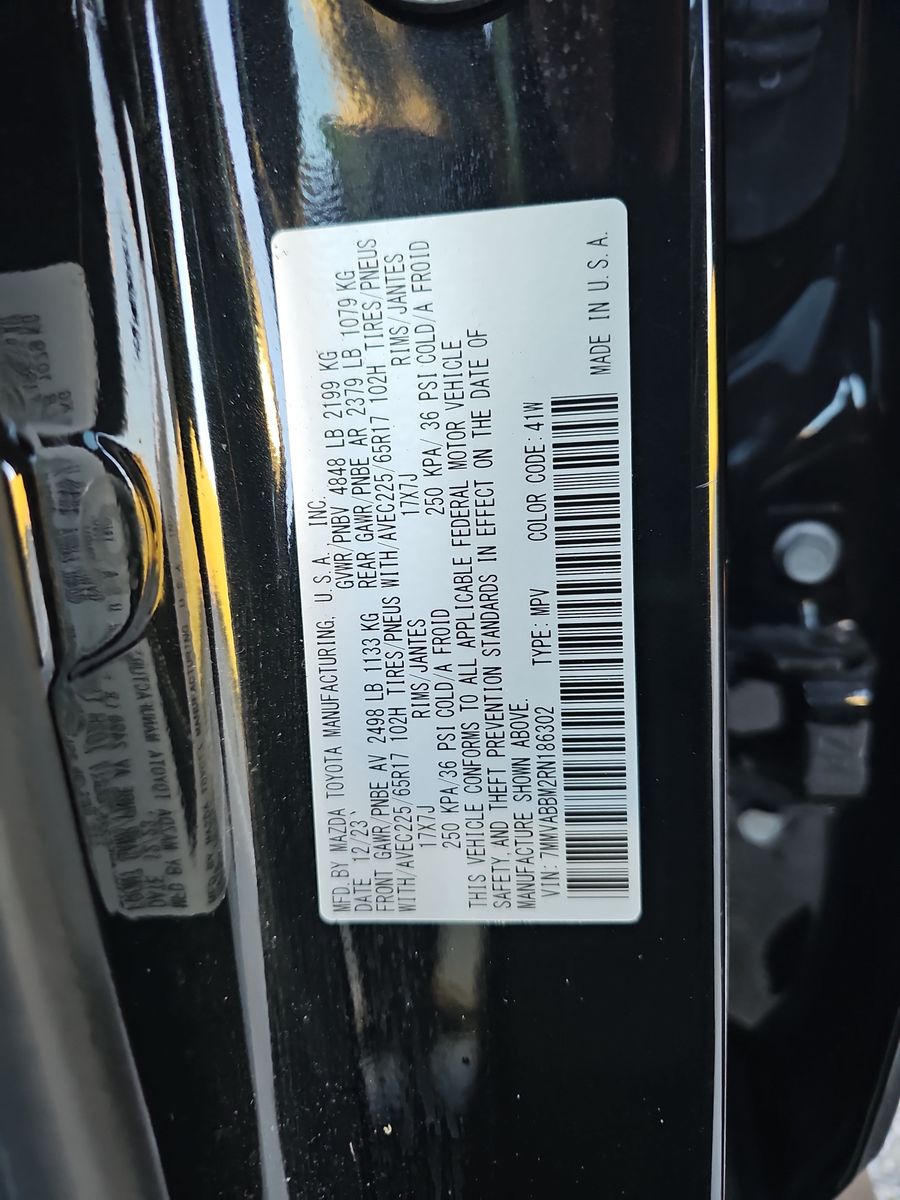 MFD. BY MAZDA TOYOTA MANUFACTURING, U.S.A. INC.
DATE 12/23 GVWR/PNBV 4848 LB 2199 KG
FRONT GAWR/PNBE AV 2498 LB 1133 KG REAR GAWR/PNBE AR 2379 LB 1079 KG
WITH/AVEC225/65R17 102H TIRES/PNEUS WITH/AVEC225/65R17 102H TIRES/PNEUS
17X7J RIMS/JANTES 17X7J RIMS/JANTES
250 KPA/36 PSI COLD/A FROID 250 KPA/ 36 PSI COLD/A FROID
THIS VEHICLE CONFORMS TO ALL APPLICABLE FEDERAL MOTOR VEHICLE
SAFETY AND THEFT PREVENTION STANDARDS IN EFFECT ON THE DATE OF
MANUFACTURE SHOWN ABOVE.
VIN: 7MMVABBM2RN186302 TYPE: MPV COLOR CODE: 41W
MADE IN U.S.A.